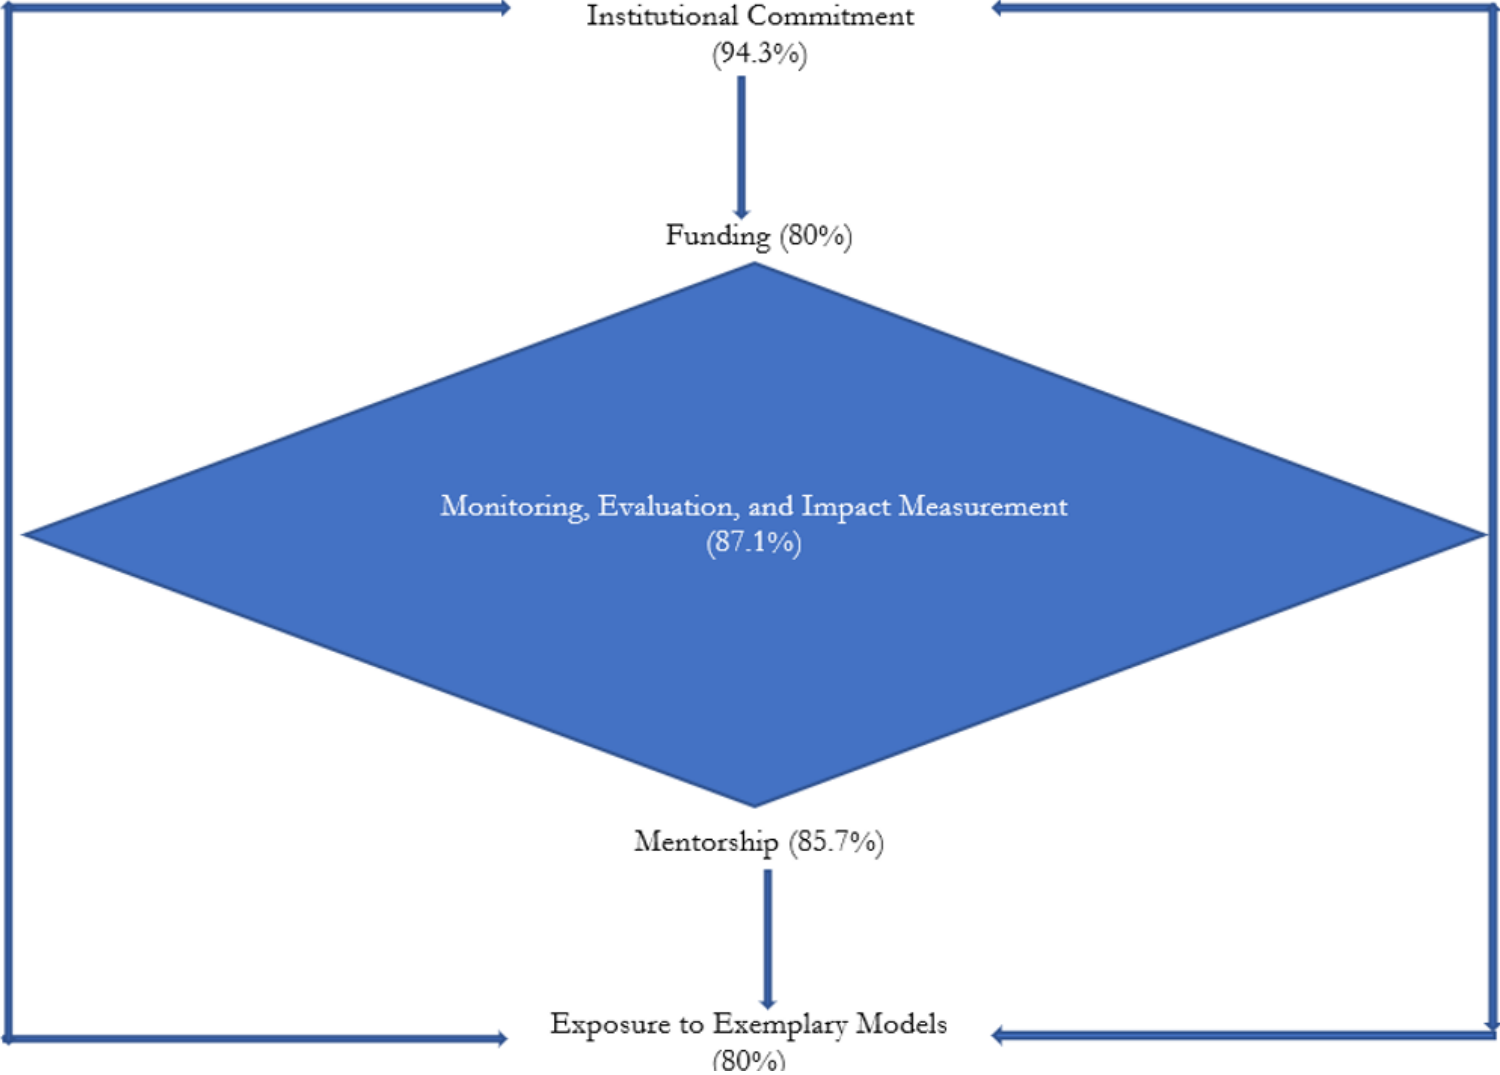 Institutional Commitment
(94.3%)
Funding (80%)
Monitoring, Evaluation, and Impact Measurement
(87.1%)
Mentorship (85.7%)
Exposure to Exemplary Models
(80%)